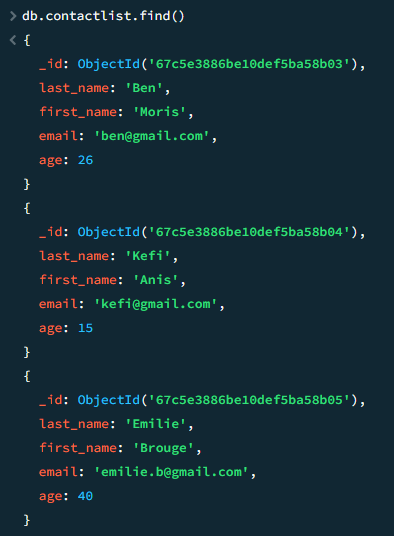 > db.contactlist.find()
< {
_id: ObjectId('67c5e3886be10def5ba58b03'),
last_name: 'Ben',
first_name: 'Moris',
email: 'ben@gmail.com',
age: 26
}
{
_id: ObjectId('67c5e3886be10def5ba58b04'),
last_name: 'Kefi',
first_name: 'Anis',
email: 'kefi@gmail.com',
age: 15
}
{
_id: ObjectId('67c5e3886be10def5ba58b05'),
last_name: 'Emilie',
first_name: 'Brouge',
email: 'emilie.b@gmail.com',
age: 40
}